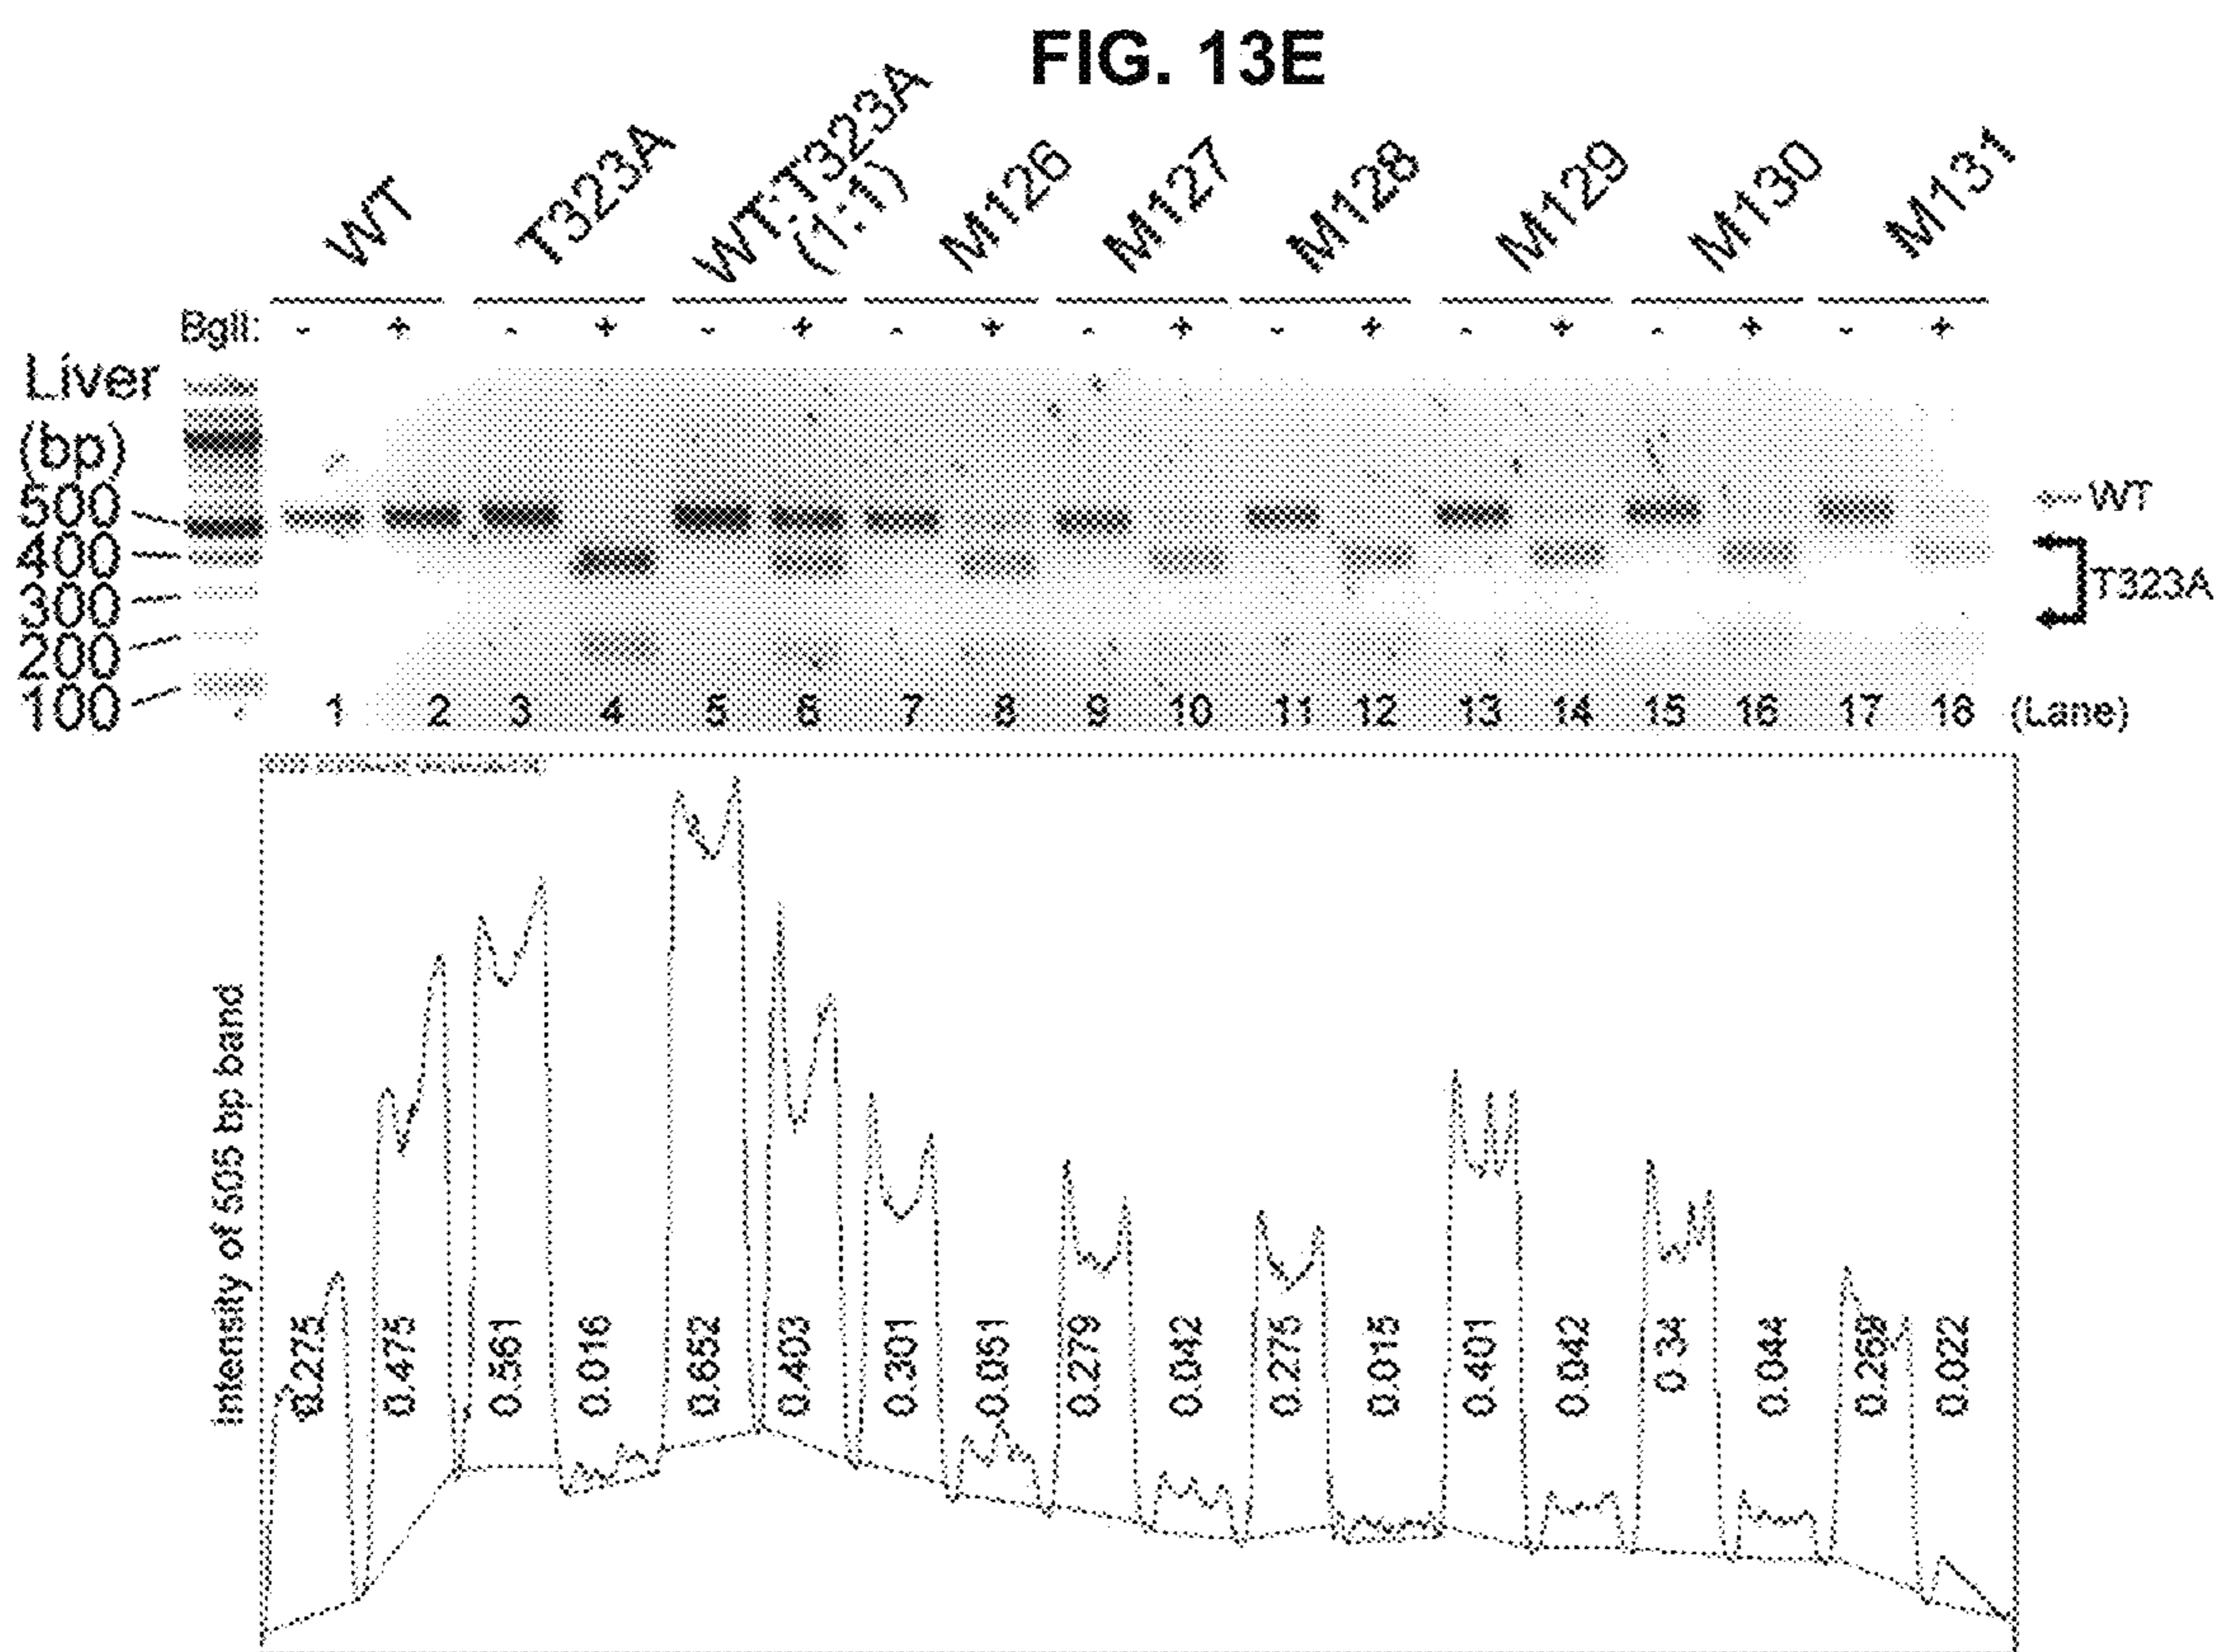 FIG. 13E
WT
T323A
WT:T323A
(1:1)
M126
M127
M128
M129
M130
M131
BglI: - + - + - + - + - + - + - + - + - +
Liver
(bp)
500
400
300
200
100
WT
T323A
1 2 3 4 5 6 7 8 9 10 11 12 13 14 15 16 17 18 (Lane)
Intensity of 505 bp band
0.275
0.475
0.561
0.016
0.652
0.403
0.301
0.051
0.279
0.042
0.275
0.015
0.401
0.042
0.34
0.044
0.259
0.022